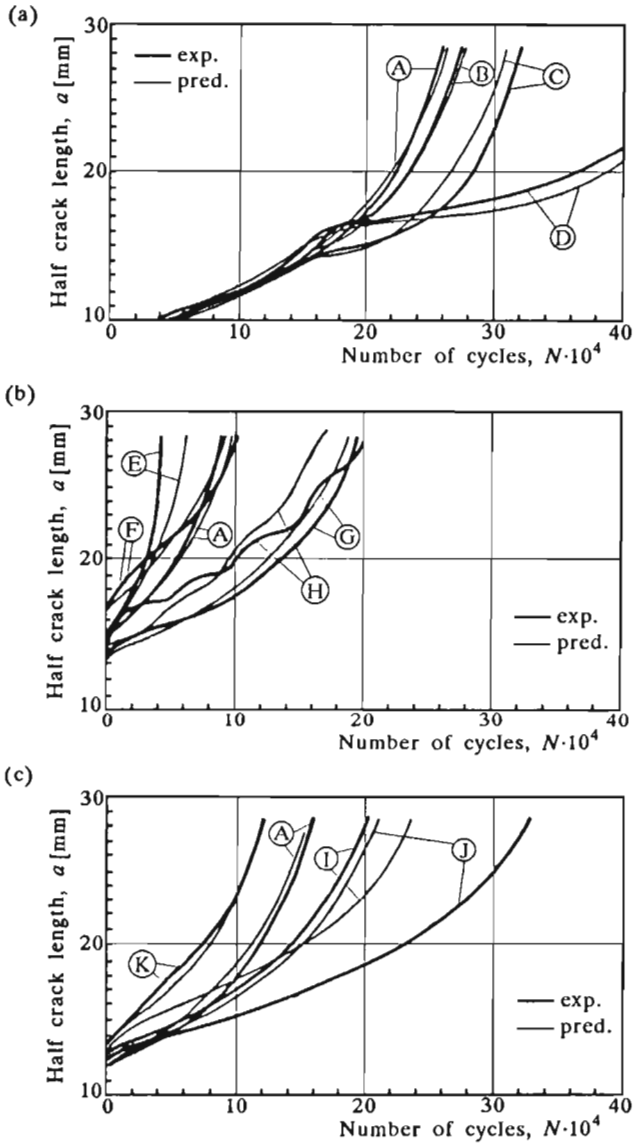 (a)
30
exp.
pred.
A
B
C
Half crack length, a [mm]
20
D
10
0
10
20
30
40
Number of cycles, N·10⁴
(b)
30
E
F
A
Half crack length, a [mm]
20
G
H
exp.
pred.
10
0
10
20
30
40
Number of cycles, N·10⁴
(c)
30
A
I
J
Half crack length, a [mm]
20
K
exp.
pred.
10
0
10
20
30
40
Number of cycles, N·10⁴